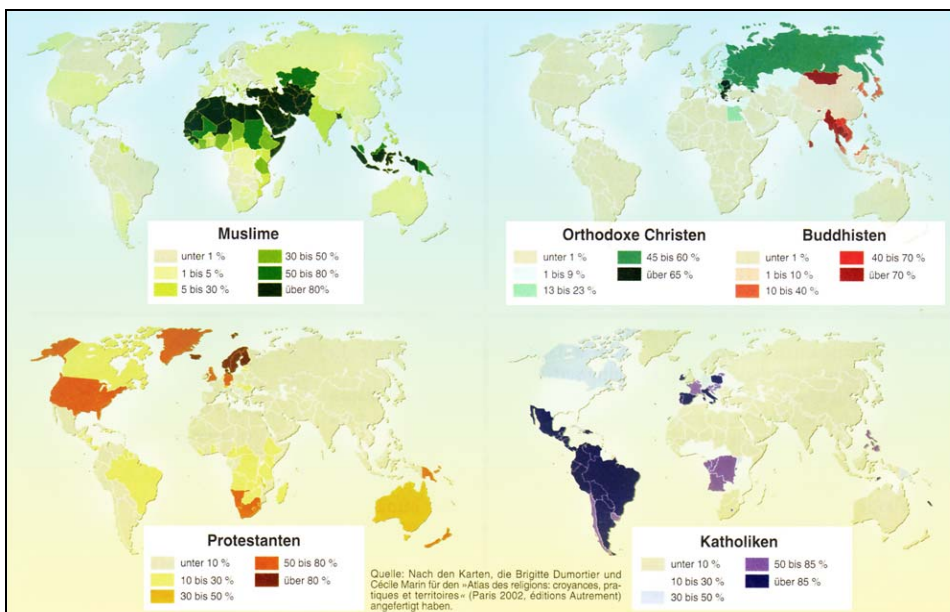 Muslime
unter 1 %
1 bis 5 %
5 bis 30 %
30 bis 50 %
50 bis 80 %
über 80%
Orthodoxe Christen
unter 1 %
1 bis 9 %
13 bis 23 %
45 bis 60 %
über 65 %
Buddhisten
unter 1 %
1 bis 10 %
10 bis 40 %
40 bis 70 %
über 70 %
Protestanten
unter 10 %
10 bis 30 %
30 bis 50 %
50 bis 80 %
über 80 %
Quelle: Nach den Karten, die Brigitte Dumortier und
Cécile Marin für den »Atlas des religions: croyances, pra-
tiques et territoires« (Paris 2002, éditions Autrement)
angefertigt haben.
Katholiken
unter 10 %
10 bis 30 %
30 bis 50 %
50 bis 85 %
über 85 %